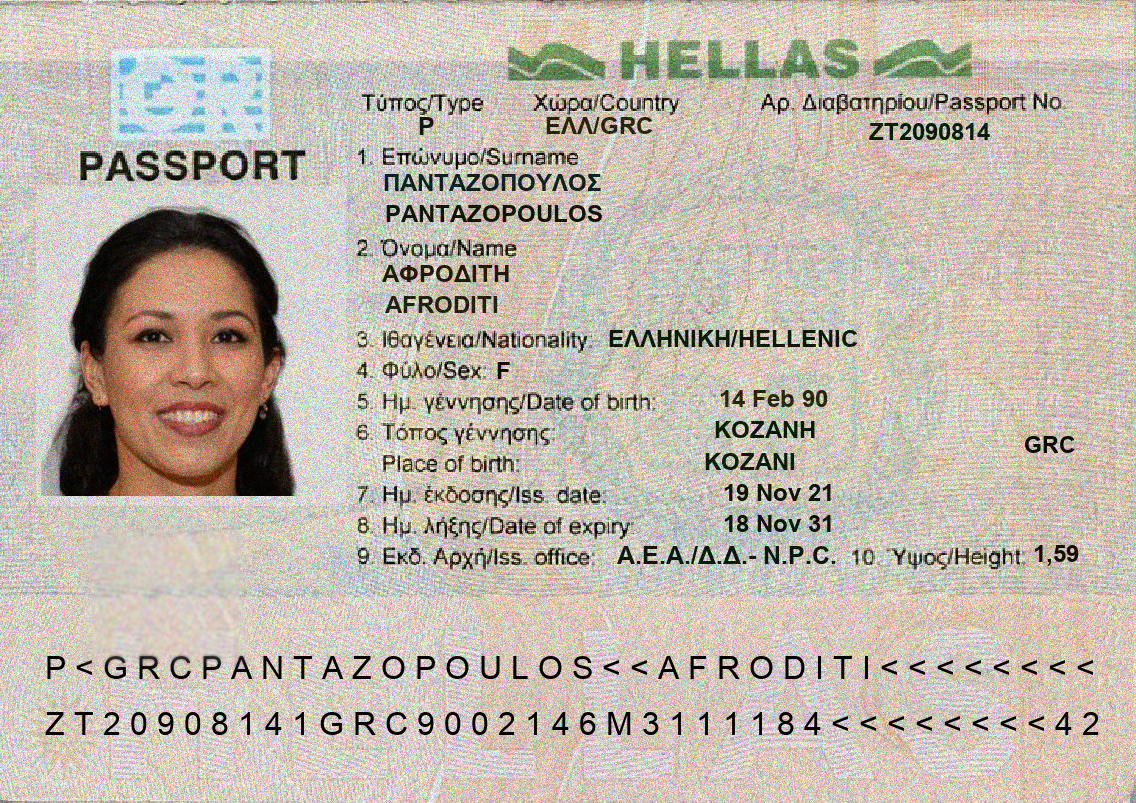 GR
HELLAS
PASSPORT
Τύπος/Type Χώρα/Country Αρ. Διαβατηρίου/Passport No.
P ΕΛΛ/GRC ZT2090814
1. Επώνυμο/Surname
ΠΑΝΤΑΖΟΠΟΥΛΟΣ
PANTAZOPOULOS
2. Όνομα/Name
ΑΦΡΟΔΙΤΗ
AFRODITI
3. Ιθαγένεια/Nationality: ΕΛΛΗΝΙΚΗ/HELLENIC
4. Φύλο/Sex: F
5. Ημ. γέννησης/Date of birth: 14 Feb 90
6. Τόπος γέννησης: ΚΟΖΑΝΗ
Place of birth: KOZANI GRC
7. Ημ. έκδοσης/Iss. date: 19 Nov 21
8. Ημ. λήξης/Date of expiry: 18 Nov 31
9. Εκδ. Αρχή/Iss. office: Α.Ε.Α./Δ.Δ.- N.P.C. 10. Ύψος/Height: 1,59
P<GRCPANTAZOPOULOS<<AFRODITI<<<<<<<<
ZT20908141GRC9002146M3111184<<<<<<<<42